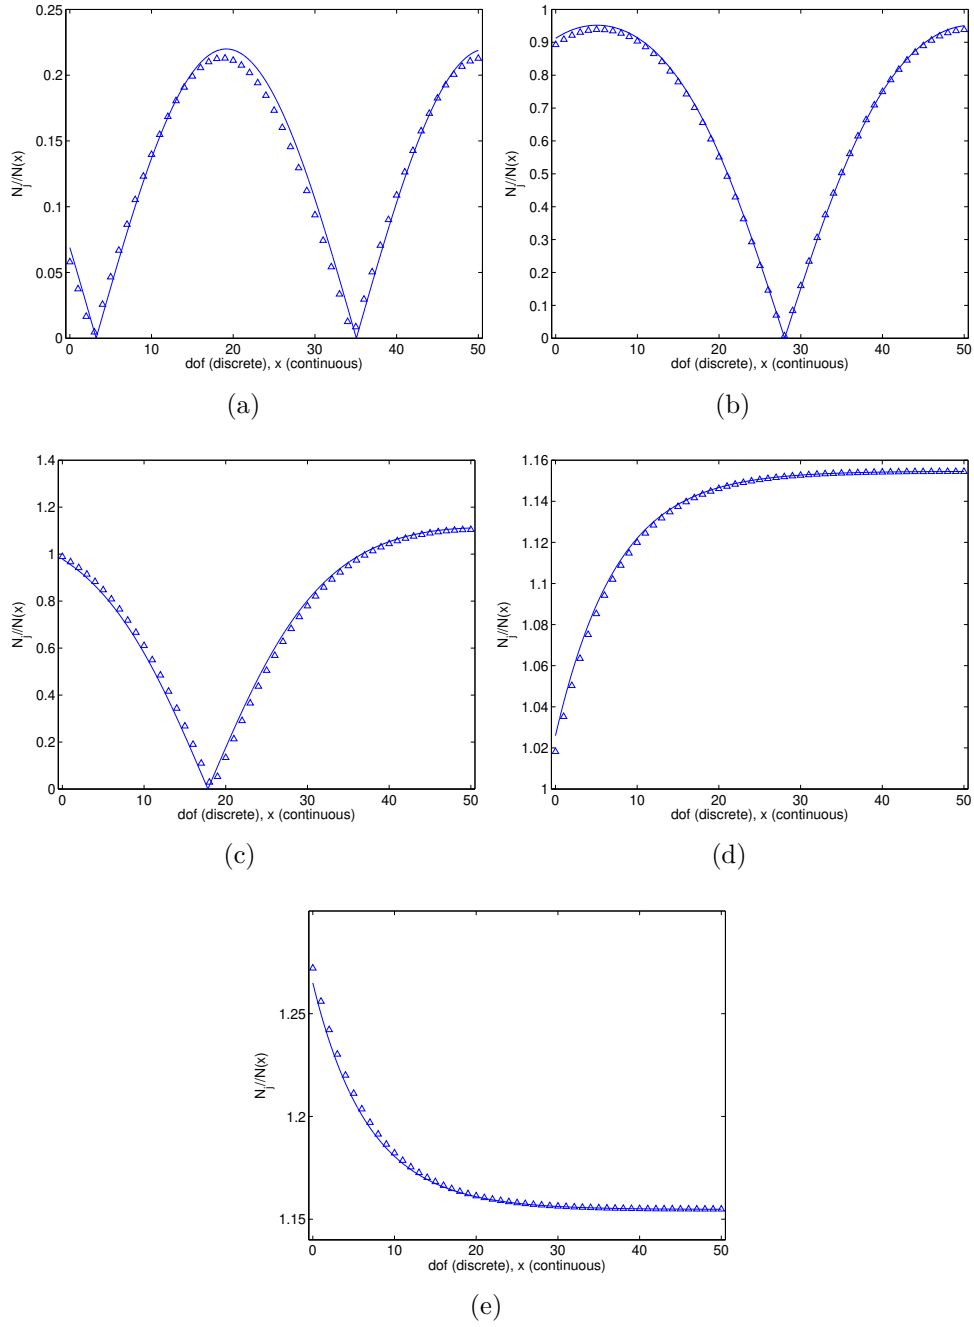 0.25
0.2
0.15
0.1
0.05
0
N_j//N(x)
0 10 20 30 40 50
dof (discrete), x (continuous)
(a)
1
0.9
0.8
0.7
0.6
0.5
0.4
0.3
0.2
0.1
0
N_j//N(x)
0 10 20 30 40 50
dof (discrete), x (continuous)
(b)
1.4
1.2
1
0.8
0.6
0.4
0.2
0
N_j//N(x)
0 10 20 30 40 50
dof (discrete), x (continuous)
(c)
1.16
1.14
1.12
1.1
1.08
1.06
1.04
1.02
1
N_j//N(x)
0 10 20 30 40 50
dof (discrete), x (continuous)
(d)
1.25
1.2
1.15
N_j//N(x)
0 10 20 30 40 50
dof (discrete), x (continuous)
(e)